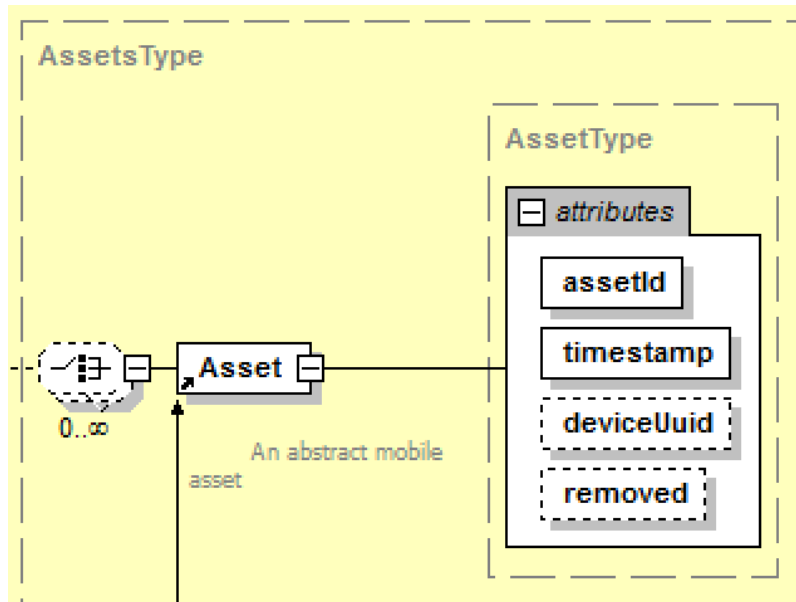 AssetsType
AssetType
attributes
assetId
timestamp
Asset
deviceUuid
0..∞
An abstract mobile
asset
removed